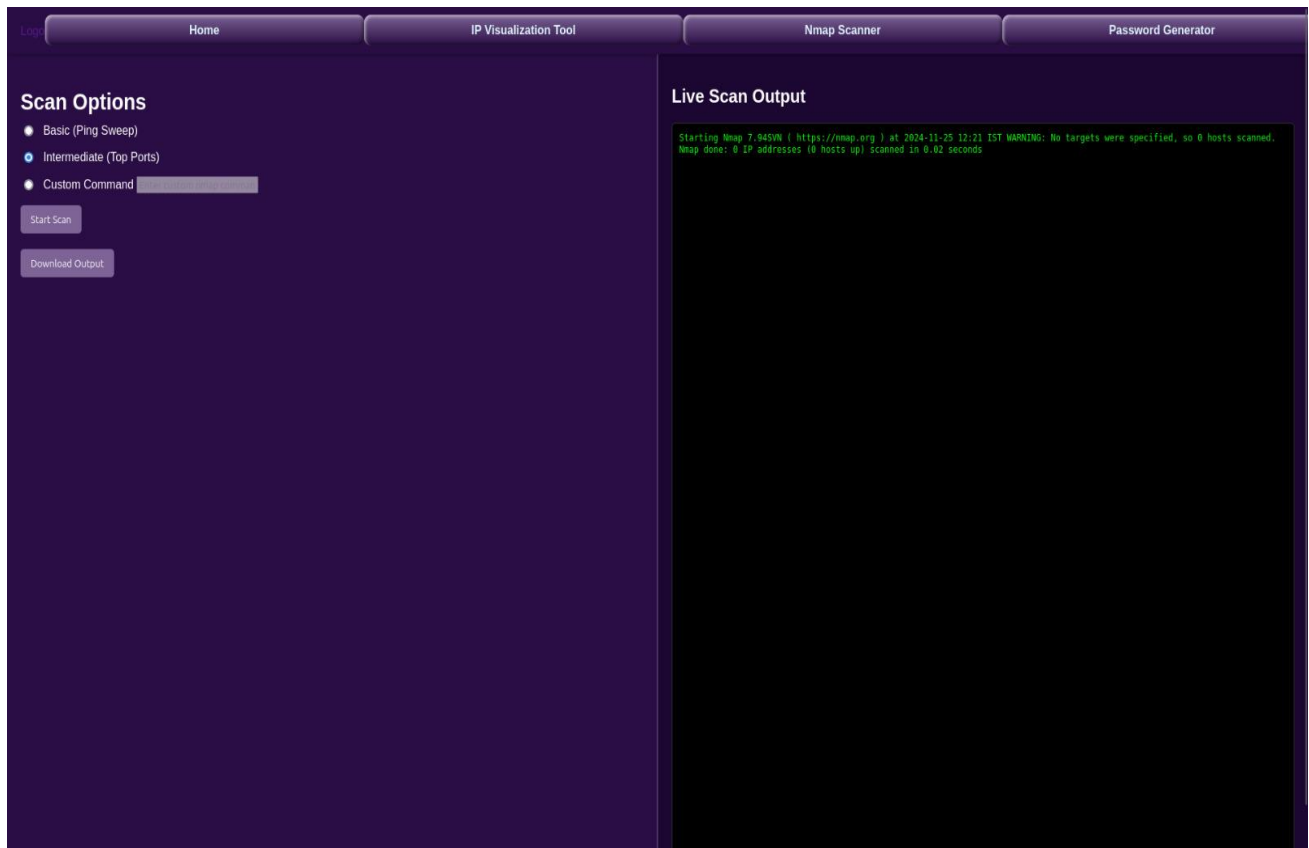 Logo
Home
IP Visualization Tool
Nmap Scanner
Password Generator
Scan Options
Basic (Ping Sweep)
Intermediate (Top Ports)
Custom Command
Start Scan
Download Output
Live Scan Output
Starting Nmap 7.94SVN ( https://nmap.org ) at 2024-11-25 12:21 IST WARNING: No targets were specified, so 0 hosts scanned.
Nmap done: 0 IP addresses (0 hosts up) scanned in 0.02 seconds